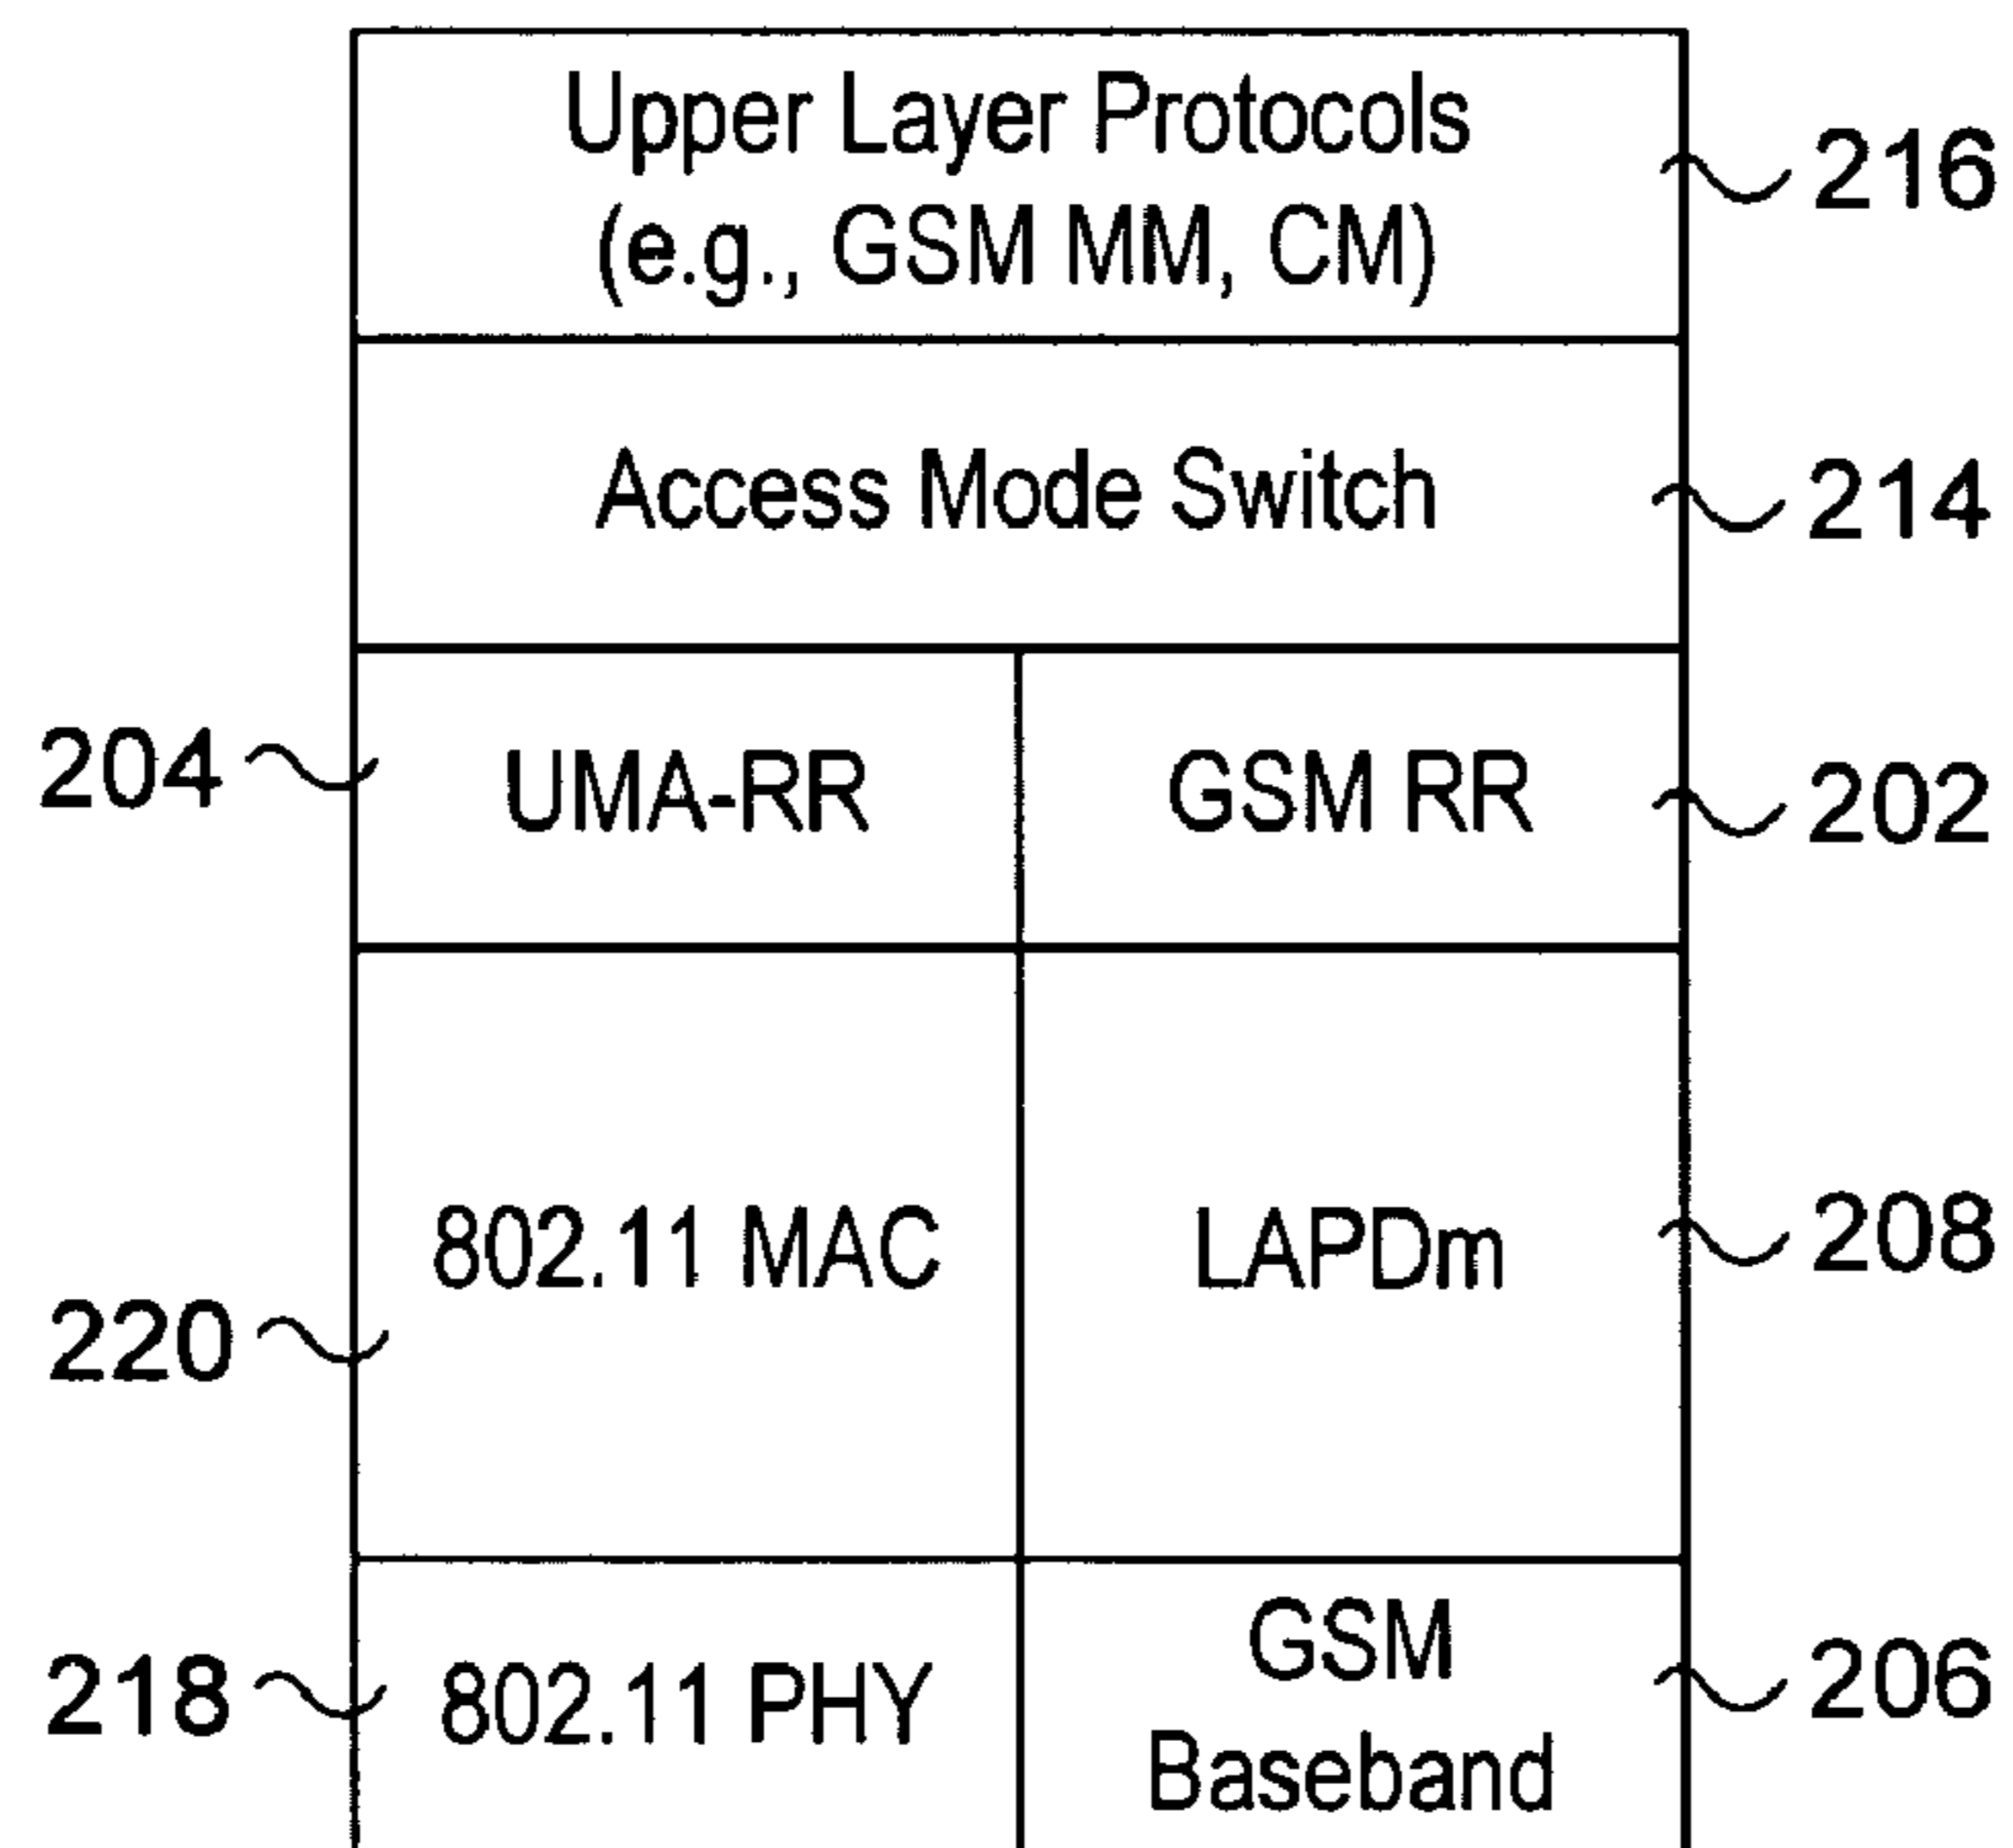 Upper Layer Protocols
(e.g., GSM MM, CM)
216
Access Mode Switch
214
204
UMA-RR
GSM RR
202
802.11 MAC
LAPDm
208
220
218
802.11 PHY
GSM
Baseband
206